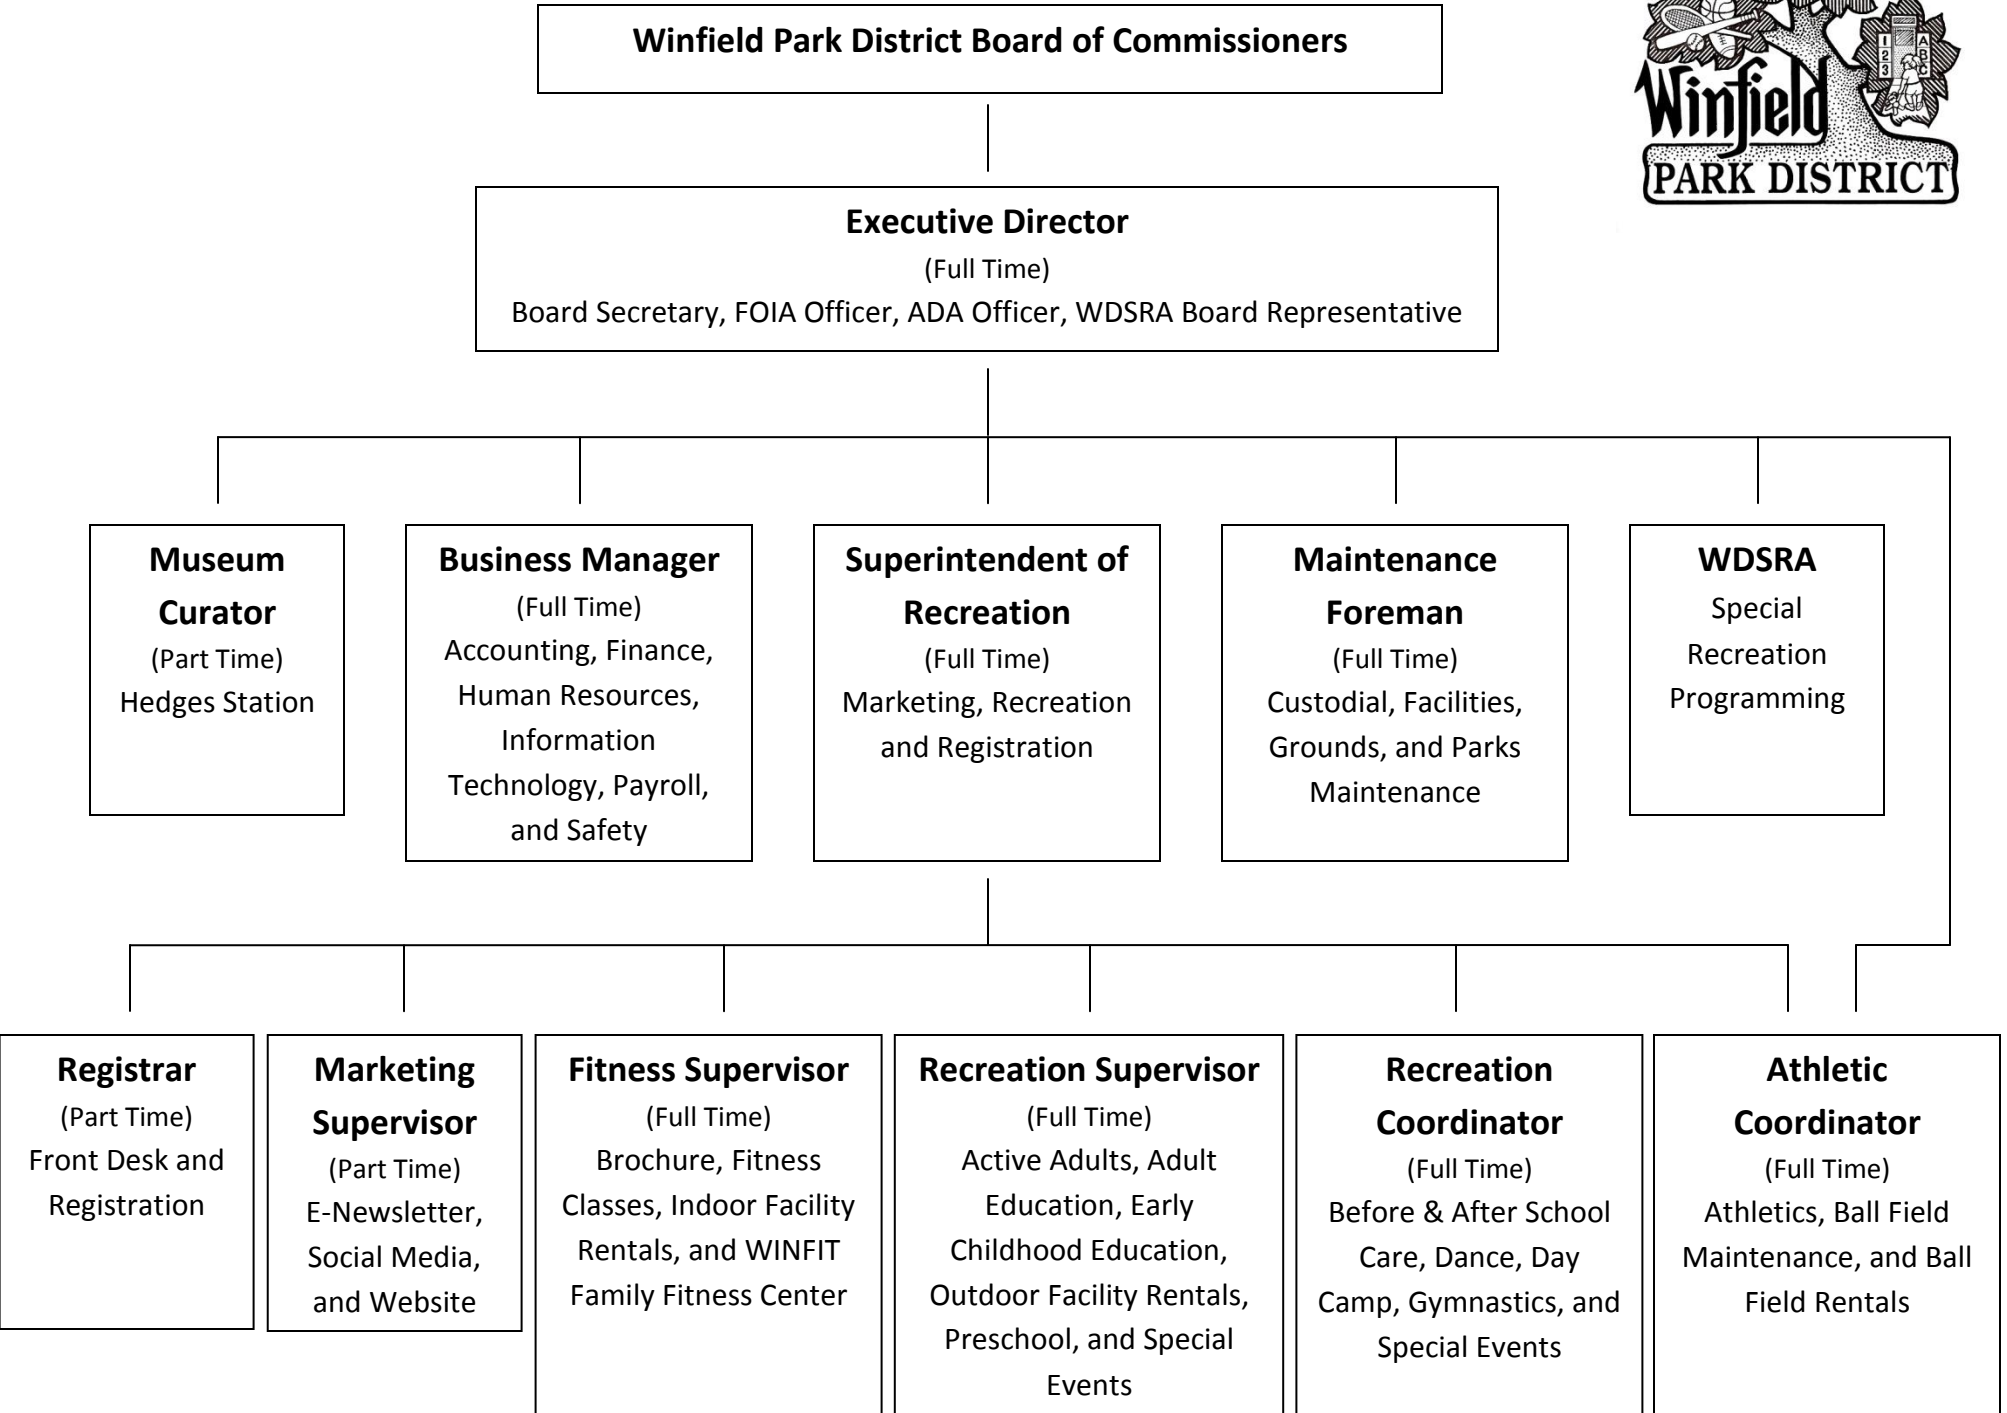 Winfield Park District Board of Commissioners
1
2
3
A
B
C
Winfield
PARK DISTRICT
Executive Director
(Full Time)
Board Secretary, FOIA Officer, ADA Officer, WDSRA Board Representative
Museum
Curator
(Part Time)
Hedges Station
Business Manager
(Full Time)
Accounting, Finance,
Human Resources,
Information
Technology, Payroll,
and Safety
Superintendent of
Recreation
(Full Time)
Marketing, Recreation
and Registration
Maintenance
Foreman
(Full Time)
Custodial, Facilities,
Grounds, and Parks
Maintenance
WDSRA
Special
Recreation
Programming
Registrar
(Part Time)
Front Desk and
Registration
Marketing
Supervisor
(Part Time)
E-Newsletter,
Social Media,
and Website
Fitness Supervisor
(Full Time)
Brochure, Fitness
Classes, Indoor Facility
Rentals, and WINFIT
Family Fitness Center
Recreation Supervisor
(Full Time)
Active Adults, Adult
Education, Early
Childhood Education,
Outdoor Facility Rentals,
Preschool, and Special
Events
Recreation
Coordinator
(Full Time)
Before & After School
Care, Dance, Day
Camp, Gymnastics, and
Special Events
Athletic
Coordinator
(Full Time)
Athletics, Ball Field
Maintenance, and Ball
Field Rentals